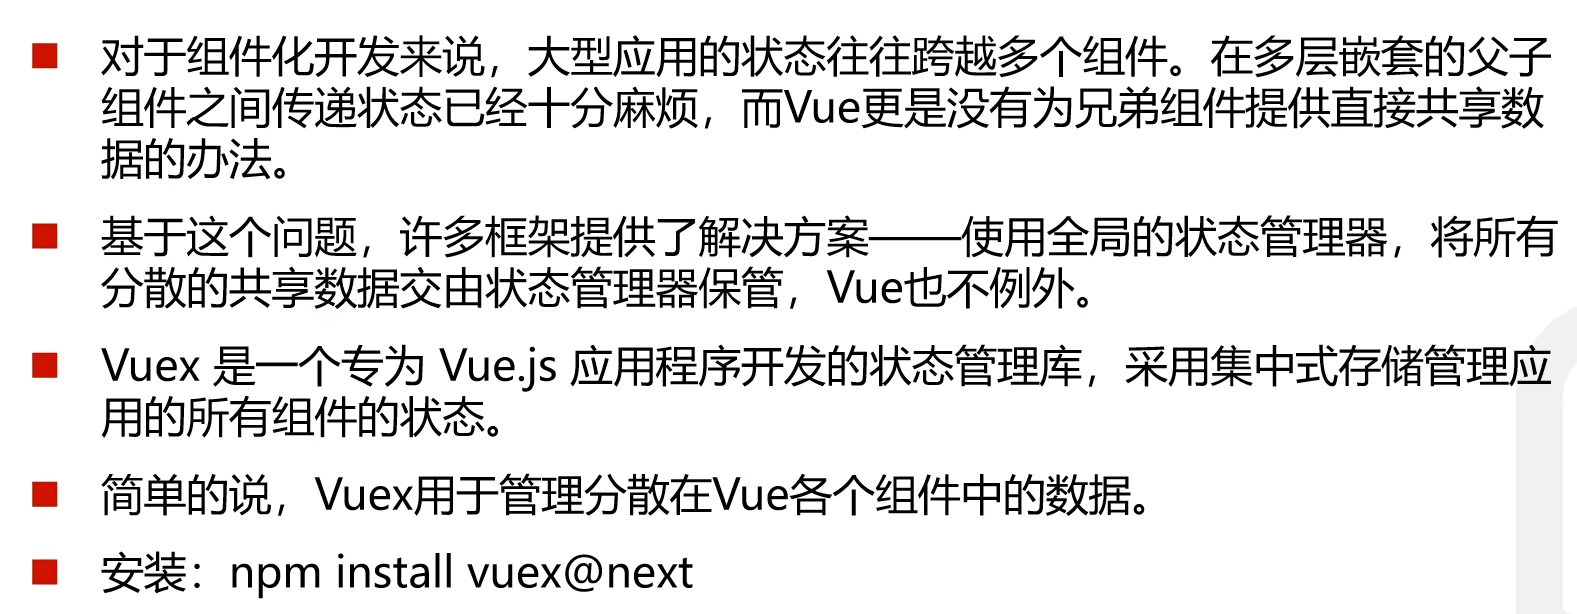 对于组件化开发来说，大型应用的状态往往跨越多个组件。在多层嵌套的父子
组件之间传递状态已经十分麻烦，而Vue更是没有为兄弟组件提供直接共享数
据的办法。
基于这个问题，许多框架提供了解决方案——使用全局的状态管理器，将所有
分散的共享数据交由状态管理器保管，Vue也不例外。
Vuex 是一个专为 Vue.js 应用程序开发的状态管理库，采用集中式存储管理应
用的所有组件的状态。
简单的说，Vuex用于管理分散在Vue各个组件中的数据。
安装：npm install vuex@next